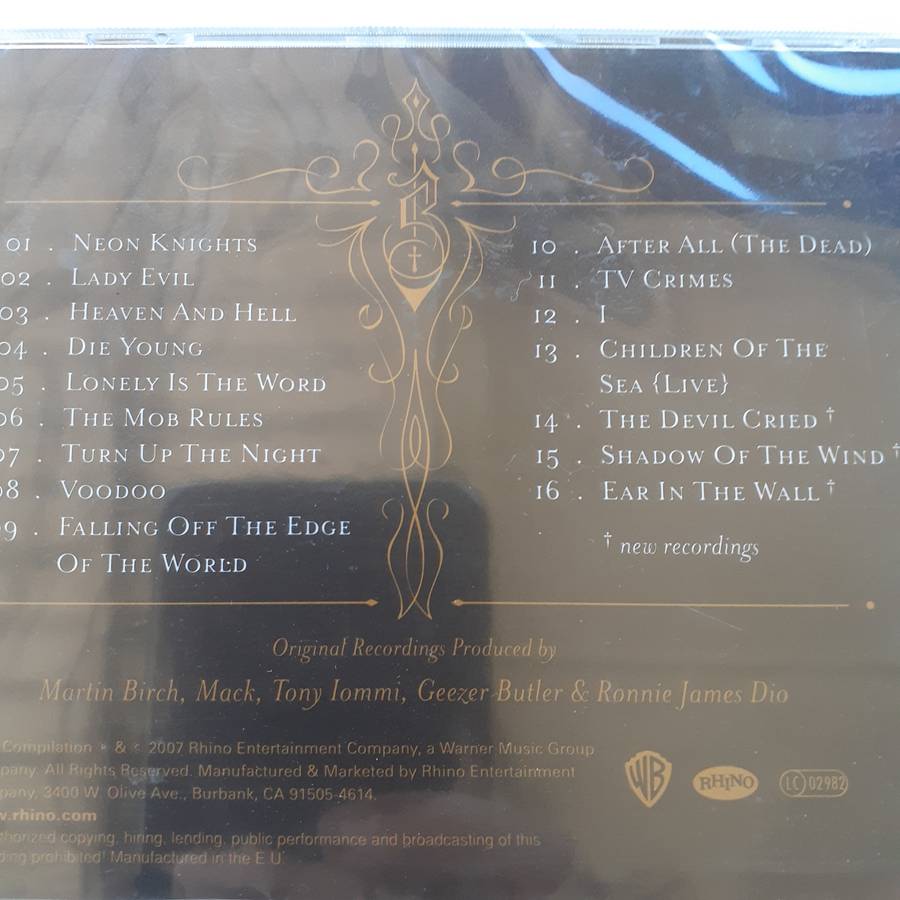 01 . Neon Knights
02 . Lady Evil
03 . Heaven And Hell
04 . Die Young
05 . Lonely Is The Word
06 . The Mob Rules
07 . Turn Up The Night
08 . Voodoo
09 . Falling Off The Edge
Of The World
10 . After All (The Dead)
11 . TV Crimes
12 . I
13 . Children Of The
Sea {Live}
14 . The Devil Cried †
15 . Shadow Of The Wind †
16 . Ear In The Wall †
† new recordings
Original Recordings Produced by
Martin Birch, Mack, Tony Iommi, Geezer Butler & Ronnie James Dio
Compilation & 2007 Rhino Entertainment Company, a Warner Music Group
pany. All Rights Reserved. Manufactured & Marketed by Rhino Entertainment
pany, 3400 W. Olive Ave., Burbank, CA 91505-4614.
w.rhino.com
thorized copying, hiring, lending, public performance and broadcasting of this
ding prohibited! Manufactured in the E.U.
WB
RHINO
LC 02982